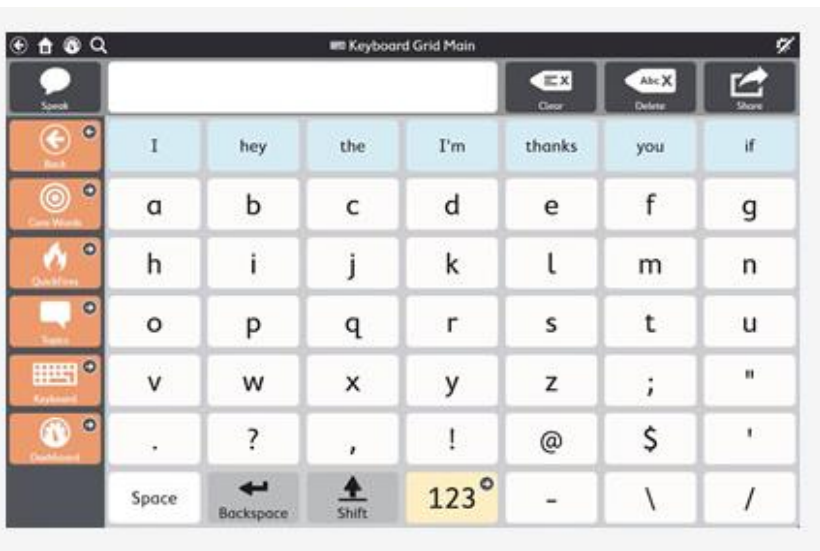 Keyboard Grid Main
Speak
Clear
Abc X
Delete
Share
Back
I hey the I'm thanks you if
Core Words
a b c d e f g
QuickFires
h i j k l m n
Topics
o p q r s t u
Keyboard
v w x y z ; "
Dashboard
. ? , ! @ $ '
Space Backspace Shift 123 - \ /